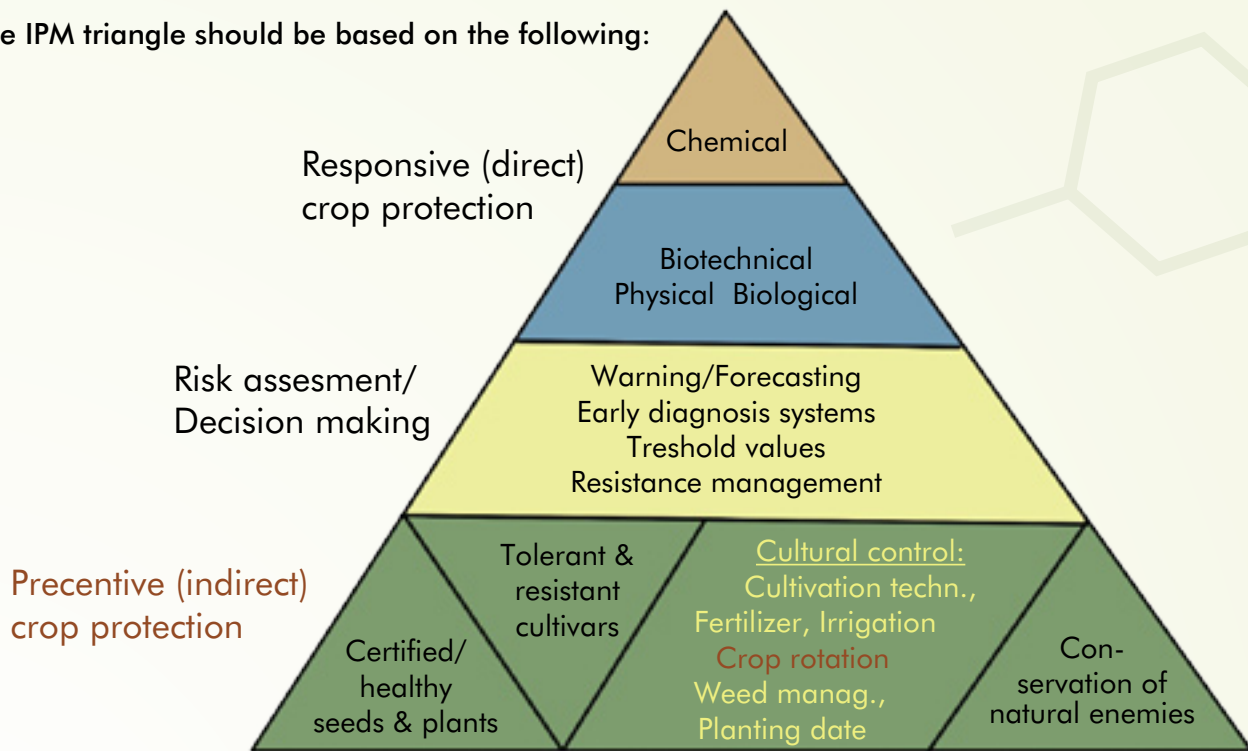 e IPM triangle should be based on the following:
Chemical
Responsive (direct)
crop protection
Biotechnical
Physical Biological
Risk assesment/
Decision making
Warning/Forecasting
Early diagnosis systems
Treshold values
Resistance management
Precentive (indirect)
crop protection
Certified/
healthy
seeds & plants
Tolerant &
resistant
cultivars
Cultural control:
Cultivation techn.,
Fertilizer, Irrigation
Crop rotation
Weed manag.,
Planting date
Con-
servation of
natural enemies